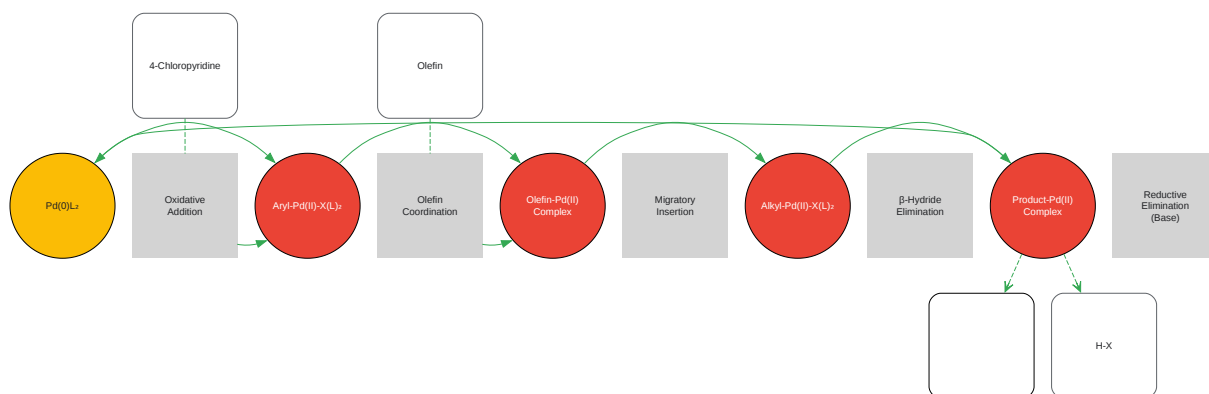 4-Chloropyridine
Olefin
Pd(0)L₂
Oxidative
Addition
Aryl-Pd(II)-X(L)₂
Olefin
Coordination
Olefin-Pd(II)
Complex
Migratory
Insertion
Alkyl-Pd(II)-X(L)₂
β-Hydride
Elimination
Product-Pd(II)
Complex
Reductive
Elimination
(Base)
H-X